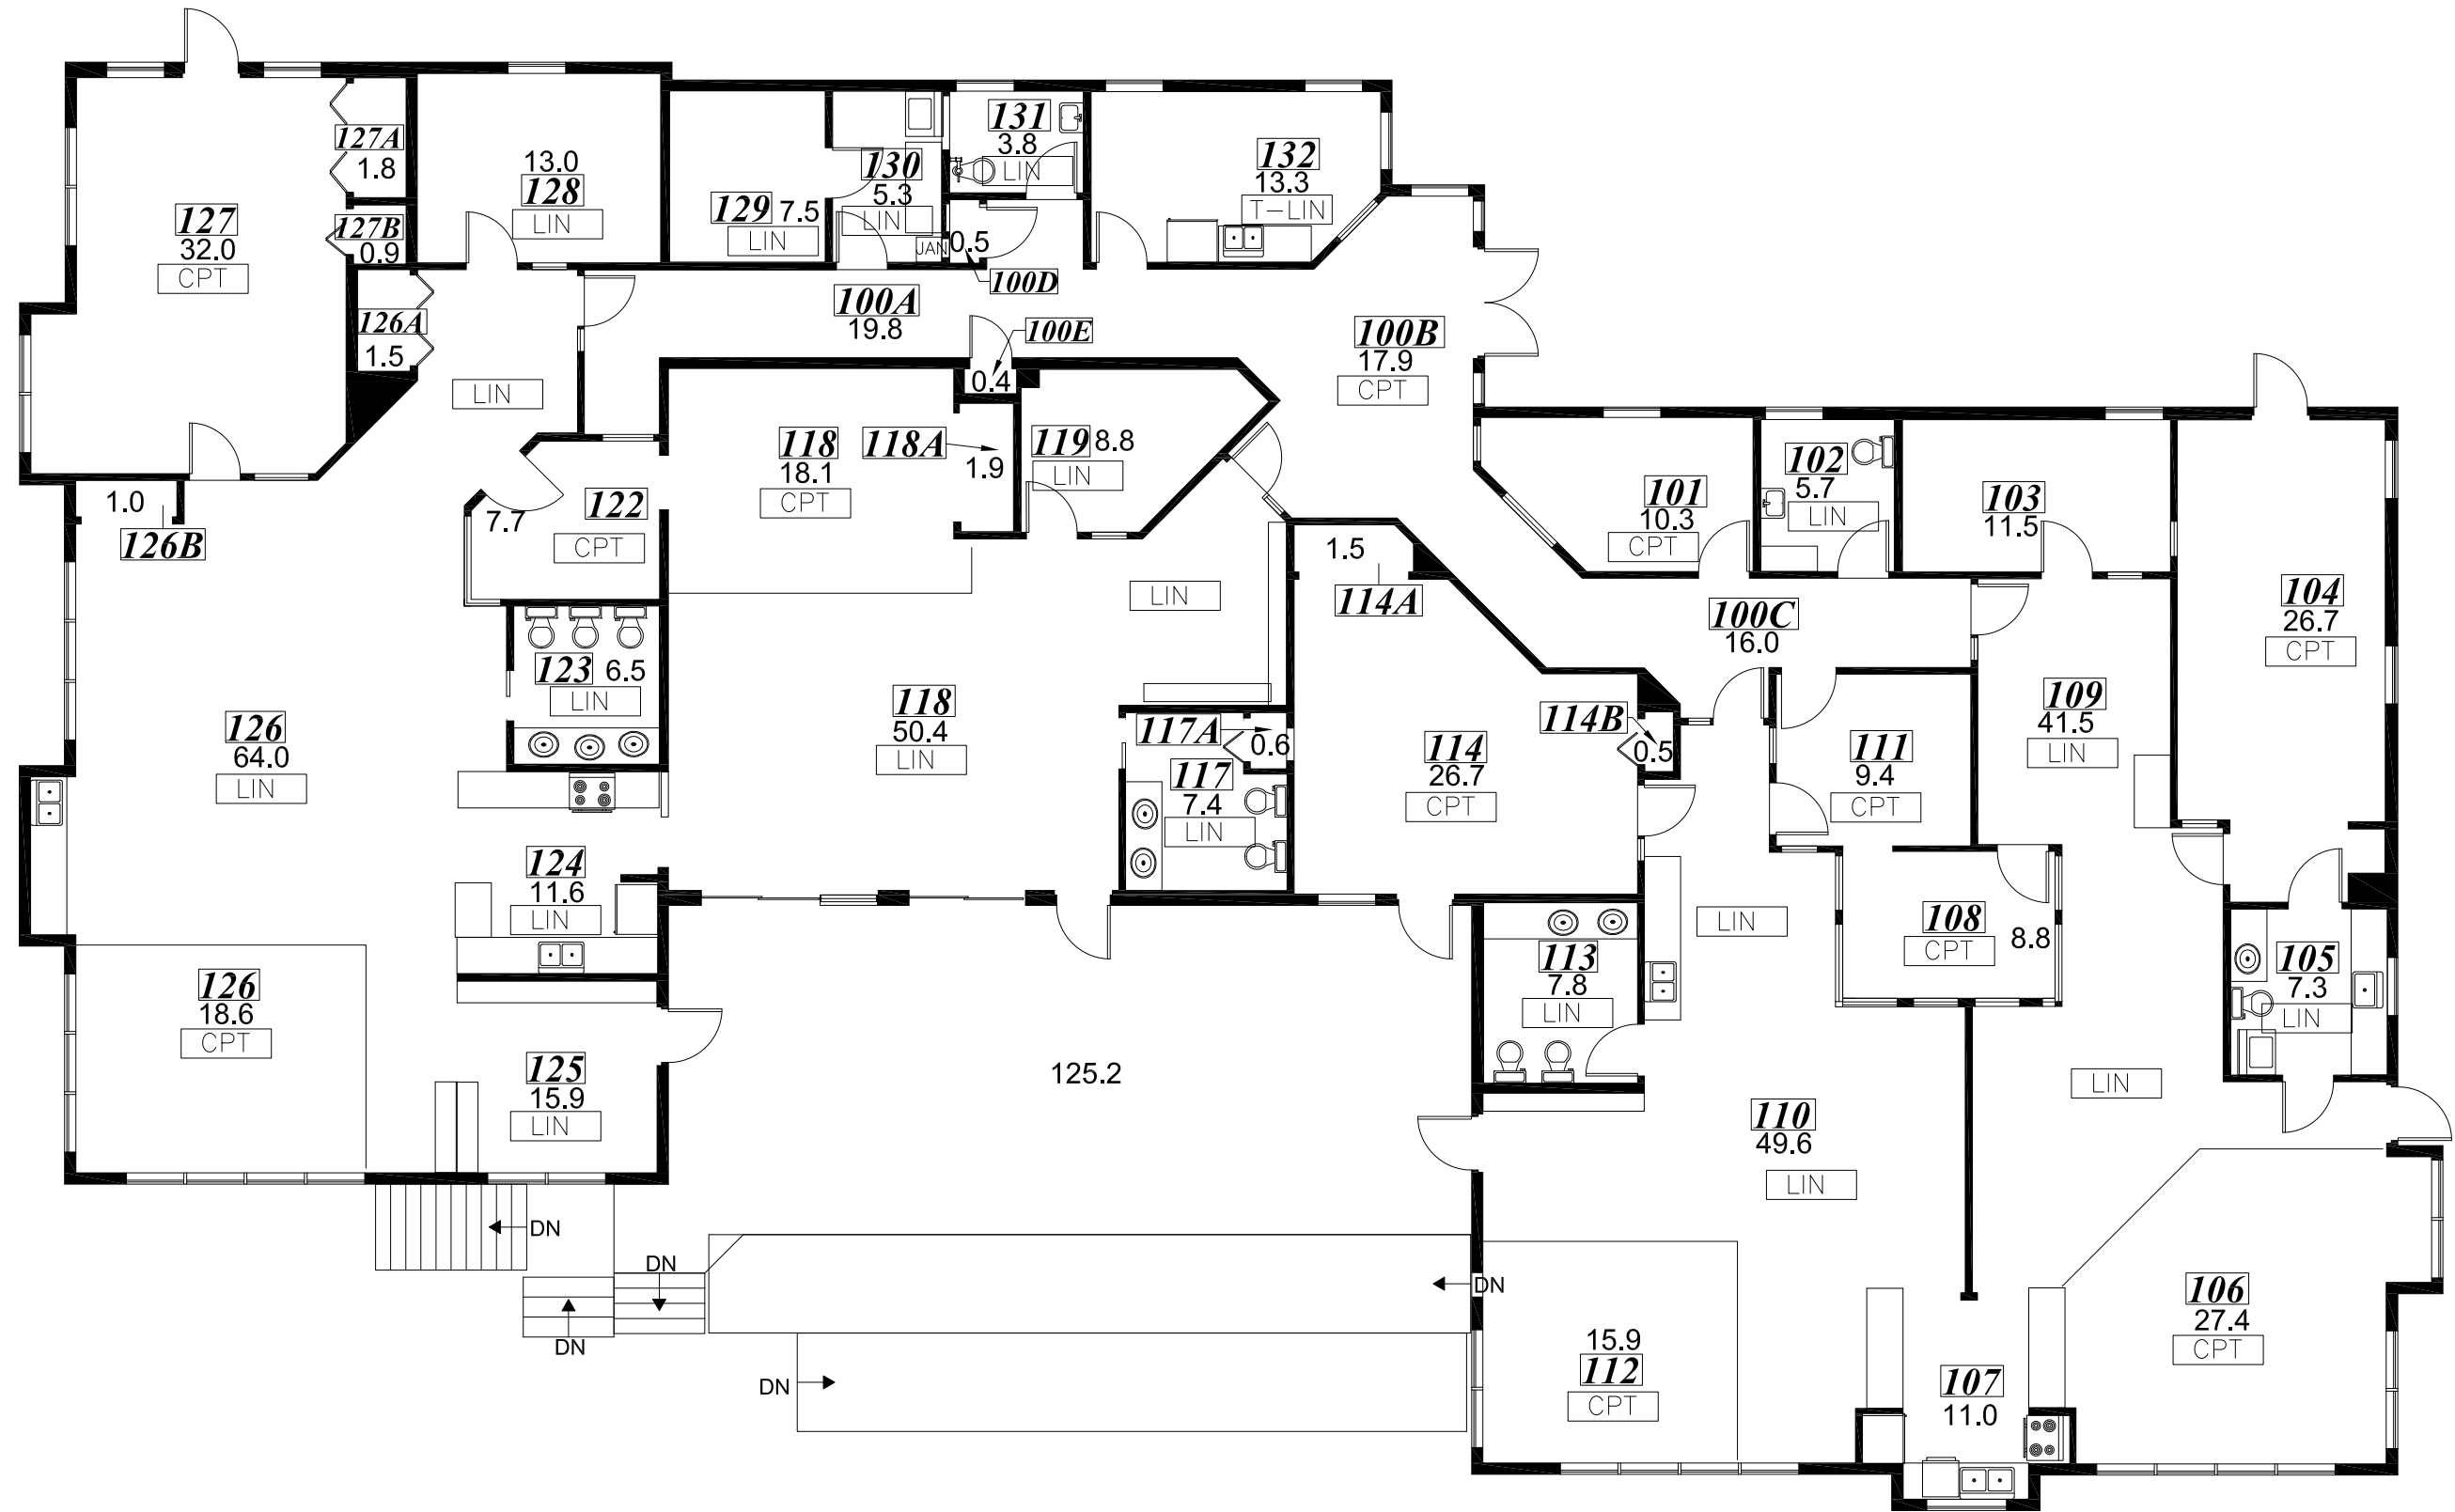 127A
1.8
127
32.0
CPT
127B
0.9
13.0
128
LIN
129 7.5
LIN
130
5.3
LIN
JAN
131
3.8
LIN
0.5
100D
132
13.3
T-LIN
126A
1.5
LIN
100A
19.8
100E
0.4
100B
17.9
CPT
1.0
126B
7.7
122
CPT
118
18.1
CPT
118A
1.9
119 8.8
LIN
LIN
1.5
114A
101
10.3
CPT
102
5.7
LIN
103
11.5
104
26.7
CPT
100C
16.0
123 6.5
LIN
126
64.0
LIN
118
50.4
LIN
117A
0.6
117
7.4
LIN
114
26.7
CPT
114B
0.5
111
9.4
CPT
109
41.5
LIN
124
11.6
LIN
LIN
108
8.8
CPT
113
7.8
LIN
105
7.3
LIN
126
18.6
CPT
125
15.9
LIN
125.2
LIN
110
49.6
LIN
DN
DN
DN
DN
DN
15.9
112
CPT
107
11.0
106
27.4
CPT